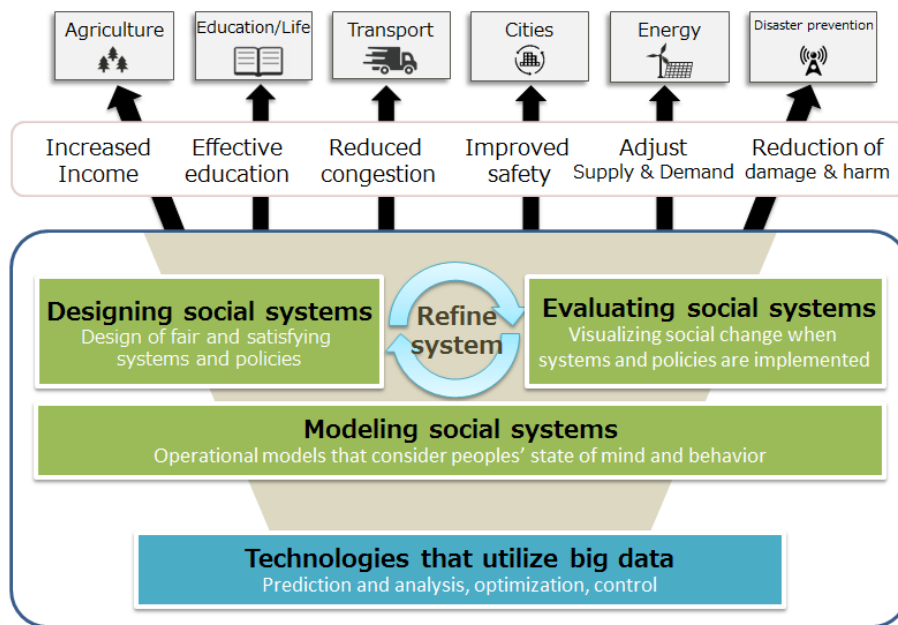 Agriculture
Education/Life
Transport
Cities
Energy
Disaster prevention
Increased
Income
Effective
education
Reduced
congestion
Improved
safety
Adjust
Supply & Demand
Reduction of
damage & harm
Designing social systems
Design of fair and satisfying
systems and policies
Refine
system
Evaluating social systems
Visualizing social change when
systems and policies are implemented
Modeling social systems
Operational models that consider peoples' state of mind and behavior
Technologies that utilize big data
Prediction and analysis, optimization, control